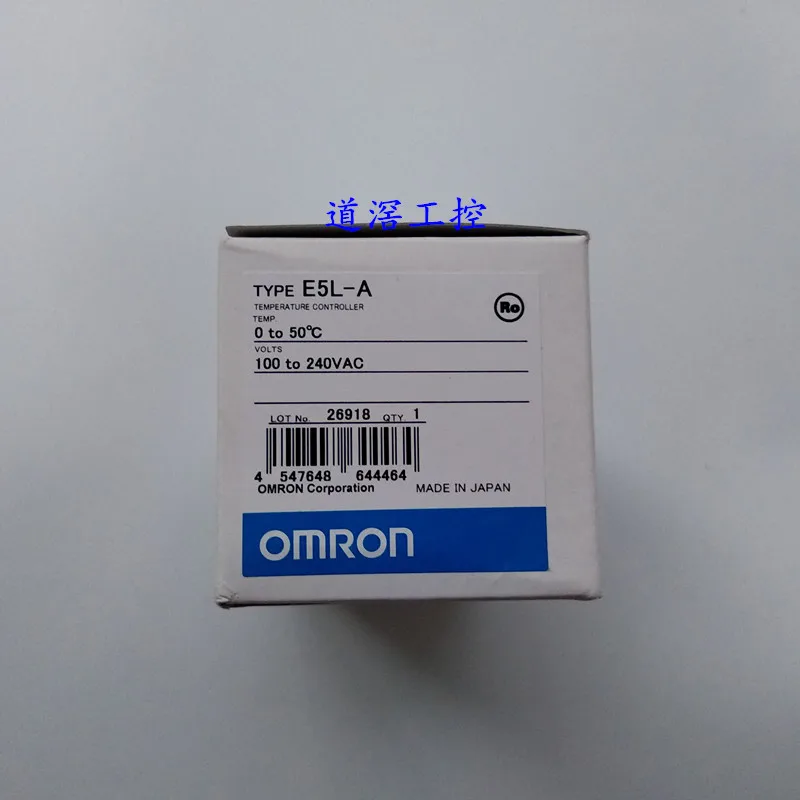 道滘工控
TYPE E5L-A
TEMPERATURE CONTROLLER
Ro
TEMP.
0 to 50℃
VOLTS
100 to 240VAC
LOT No. 26918 QTY 1
4 547648 644464
OMRON Corporation MADE IN JAPAN
OMRON